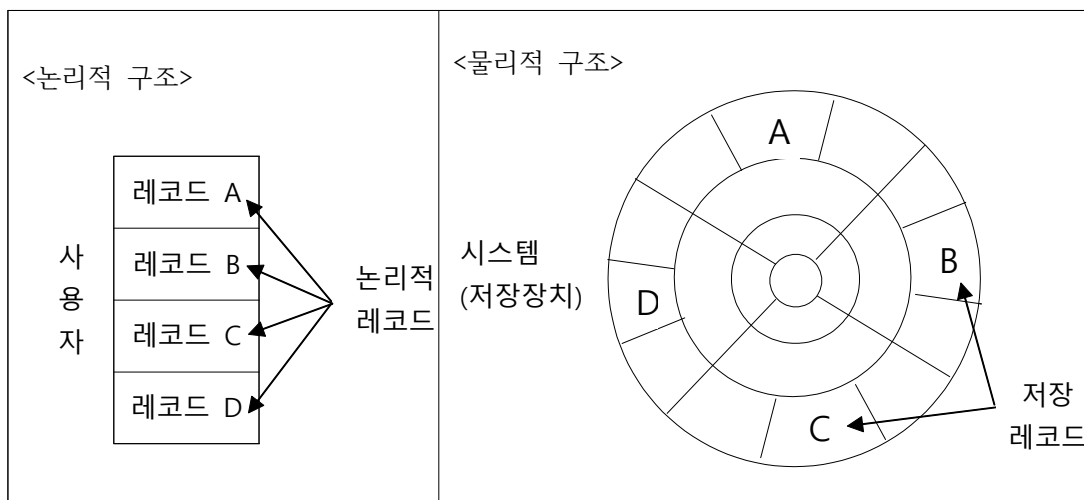 <논리적 구조>
레코드 A
레코드 B
레코드 C
레코드 D
사
용
자
논리적
레코드
<물리적 구조>
시스템
(저장장치)
A
B
C
D
저장
레코드